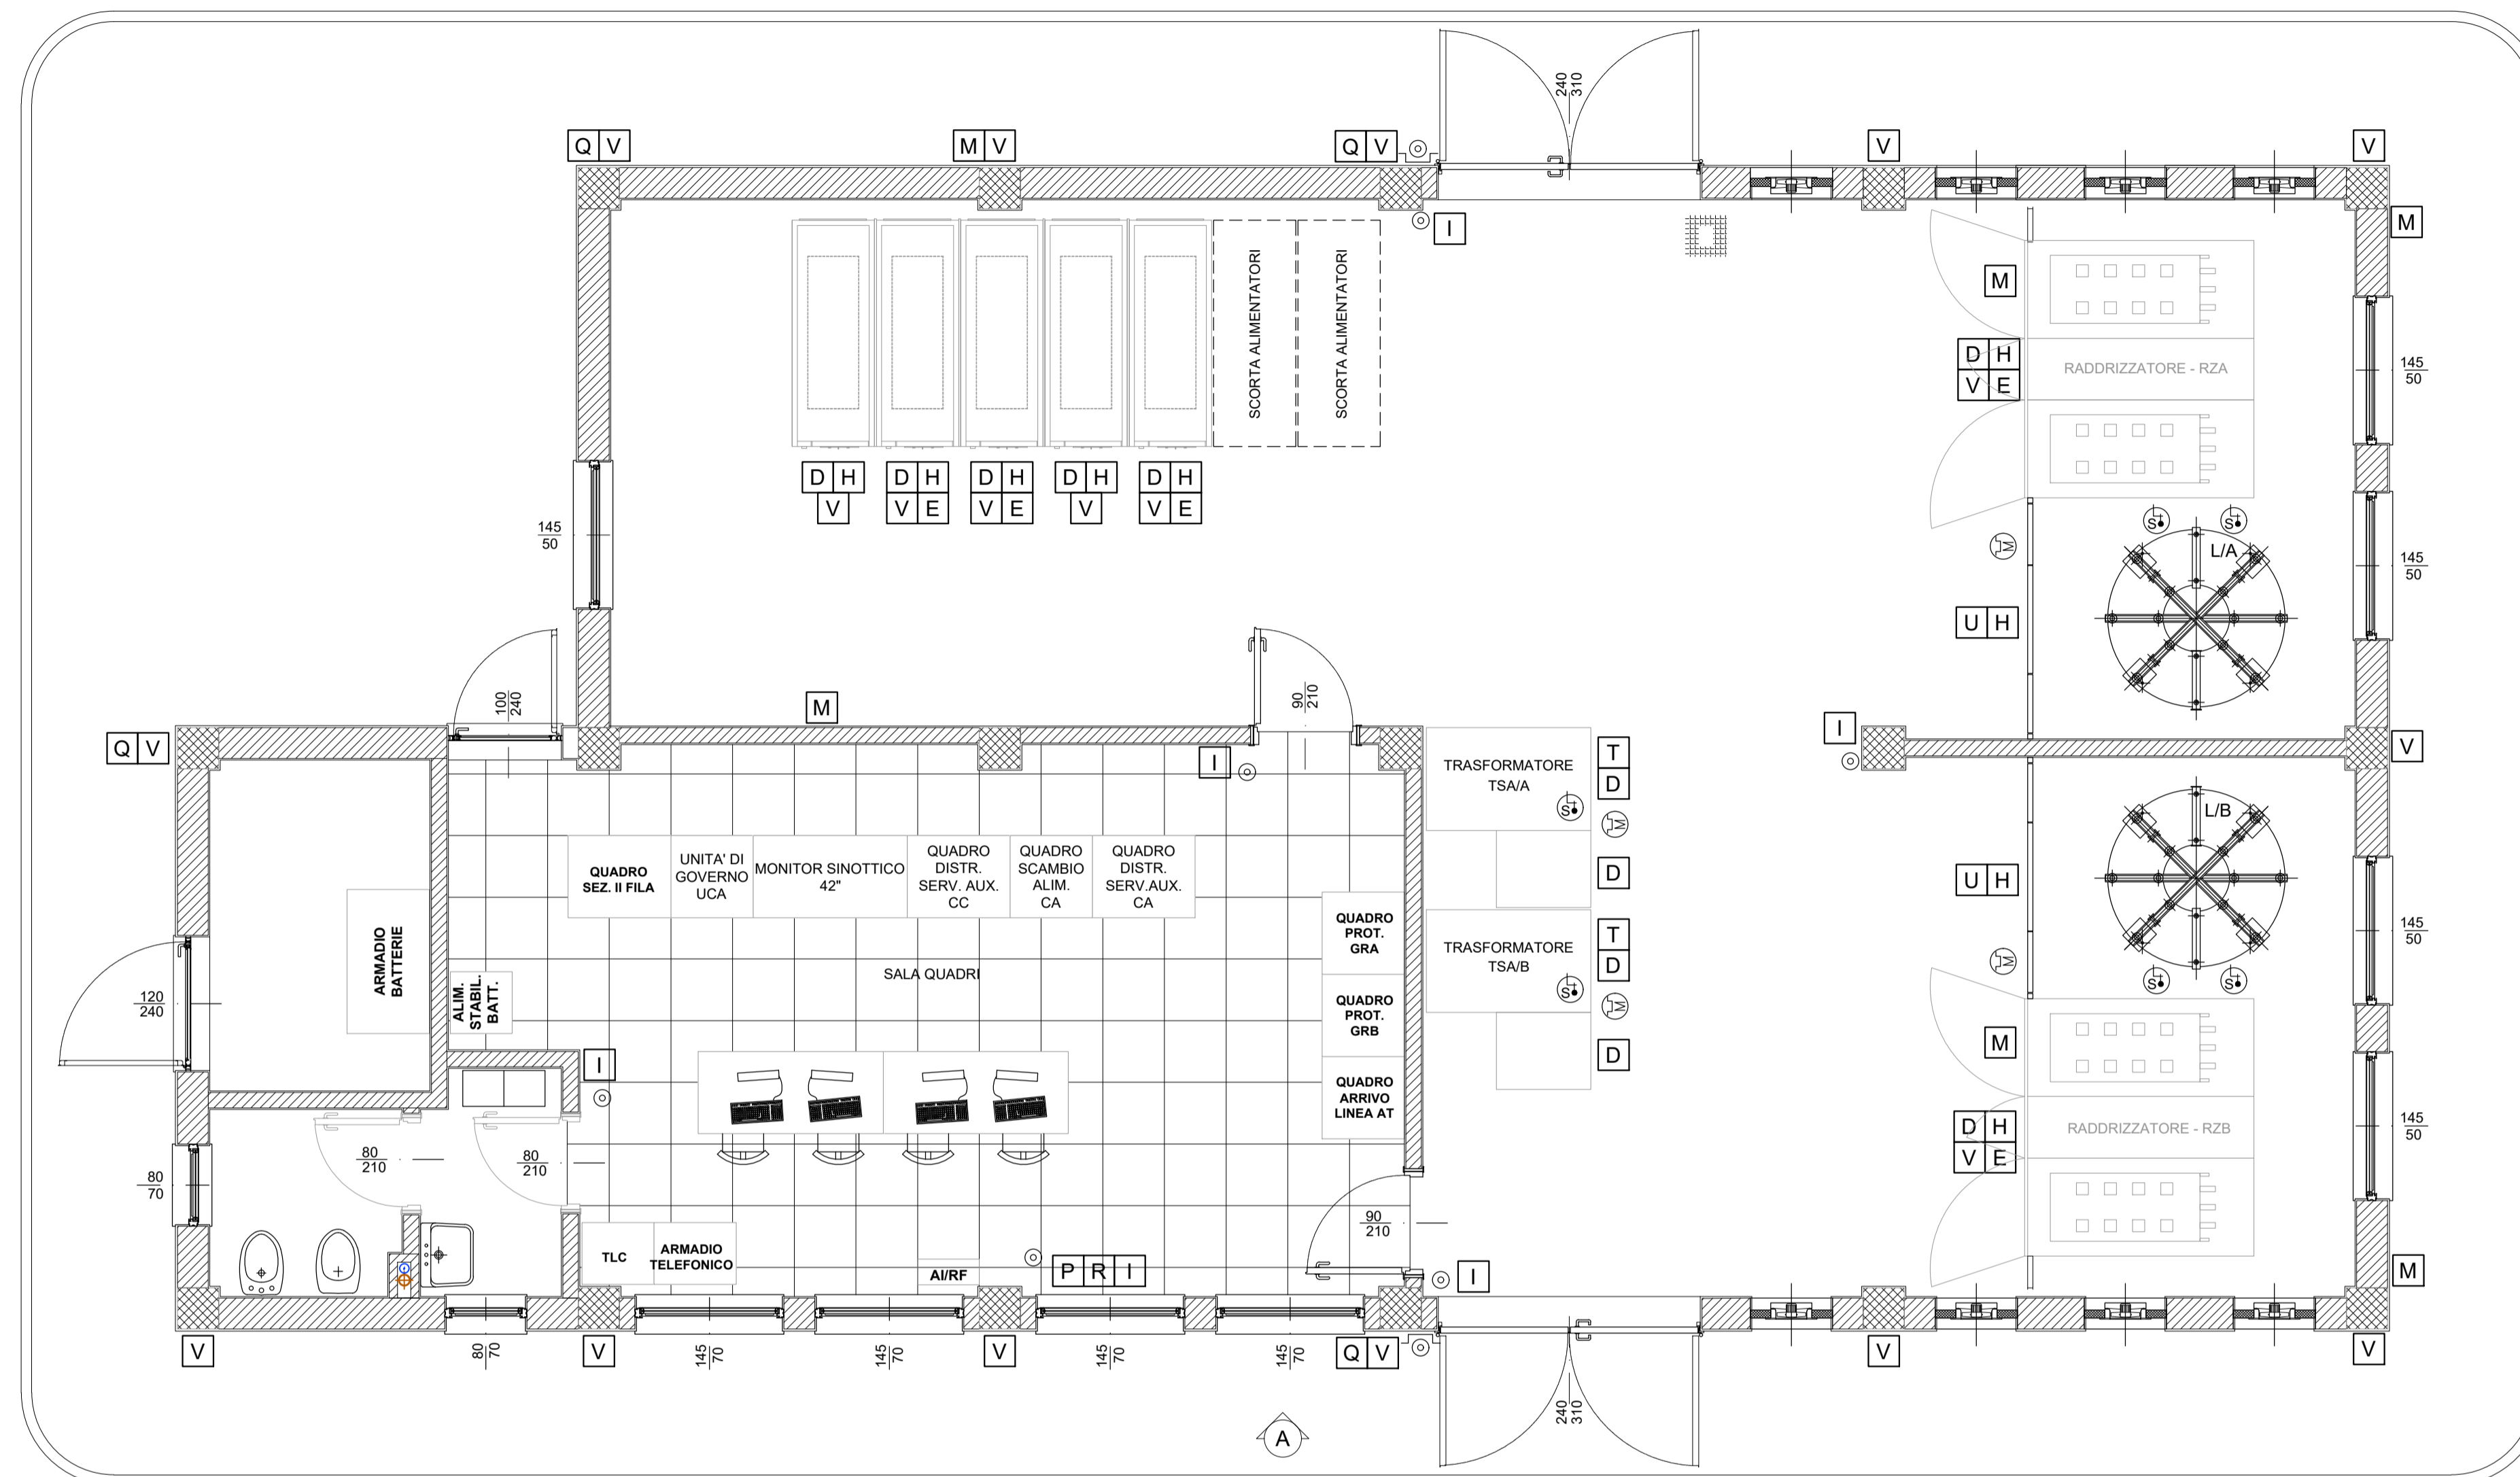 240
310
Q V
M V
Q V
V
V
I
M
M
SCORTA ALIMENTATORI
SCORTA ALIMENTATORI
D H
V E
RADDRIZZATORE - RZA
145
50
D H
V
D H
V E
D H
V E
D H
V
D H
V E
145
50
S
S
L/A
M
145
50
U H
100
240
M
90
210
Q V
I
I
V
TRASFORMATORE
TSA/A
S
T
D
M
D
L/B
QUADRO
SEZ. II FILA
UNITA' DI
GOVERNO
UCA
MONITOR SINOTTICO
42"
QUADRO
DISTR.
SERV. AUX.
CC
QUADRO
SCAMBIO
ALIM.
CA
QUADRO
DISTR.
SERV.AUX.
CA
U H
QUADRO
PROT.
GRA
TRASFORMATORE
TSA/B
S
T
D
M
D
145
50
ARMADIO
BATTERIE
ALIM.
STABIL.
BATT.
SALA QUADRI
M
S
S
120
240
QUADRO
PROT.
GRB
I
M
QUADRO
ARRIVO
LINEA AT
D H
V E
RADDRIZZATORE - RZB
145
50
80
210
80
210
80
70
90
210
TLC
ARMADIO
TELEFONICO
AI/RF
P R I
I
M
V
80
70
V
145
70
145
70
V
145
70
145
70
Q V
V
V
240
310
A